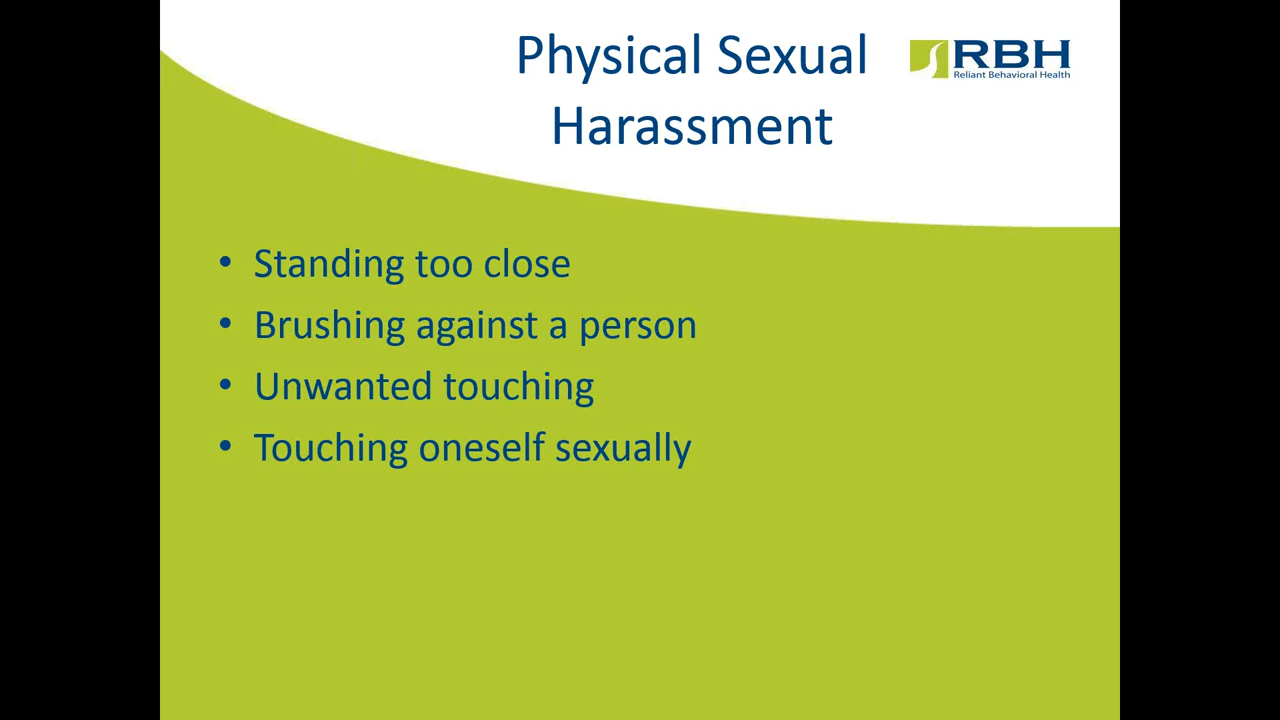 Physical Sexual
Harassment
RBH
Reliant Behavioral Health
• Standing too close
• Brushing against a person
• Unwanted touching
• Touching oneself sexually